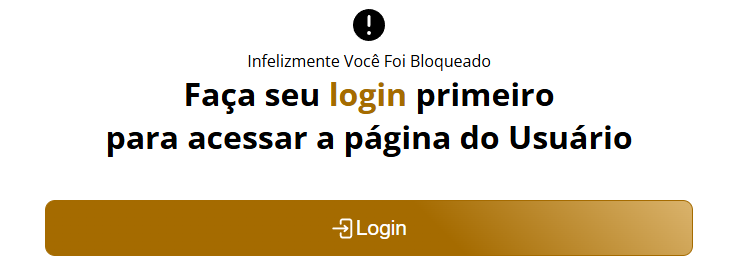 Infelizmente Você Foi Bloqueado
Faça seu login primeiro
para acessar a página do Usuário
Login